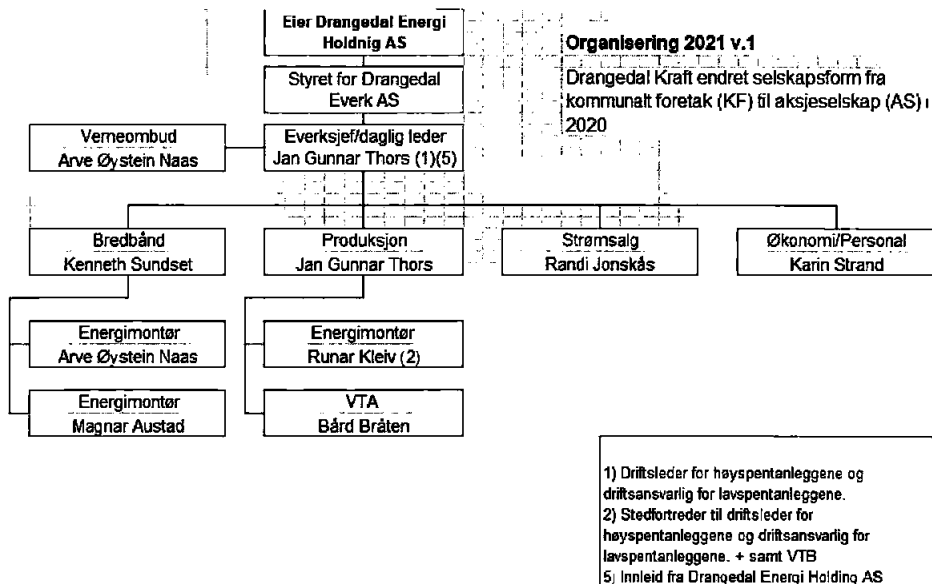 Eier Drangedal Energi
Holdnig AS
Organisering 2021 v.1
Drangedal Kraft endret selskapsform fra
kommunalt foretak (KF) til aksjeselskap (AS) i
2020
Styret for Drangedal
Everk AS
Verneombud
Arve Øystein Naas
Everksjef/daglig leder
Jan Gunnar Thors (1)(5)
Bredbånd
Kenneth Sundset
Produksjon
Jan Gunnar Thors
Strømsalg
Randi Jonskås
Økonomi/Personal
Karin Strand
Energimontør
Arve Øystein Naas
Energimontør
Runar Kleiv (2)
Energimontør
Magnar Austad
VTA
Bård Bråten
1) Driftsleder for høyspentanleggene og
driftsansvarlig for lavspentanleggene.
2) Stedfortreder til driftsleder for
høyspentanleggene og driftsansvarlig for
lavspentanleggene. + samt VTB
5) Innleid fra Drangedal Energi Holding AS